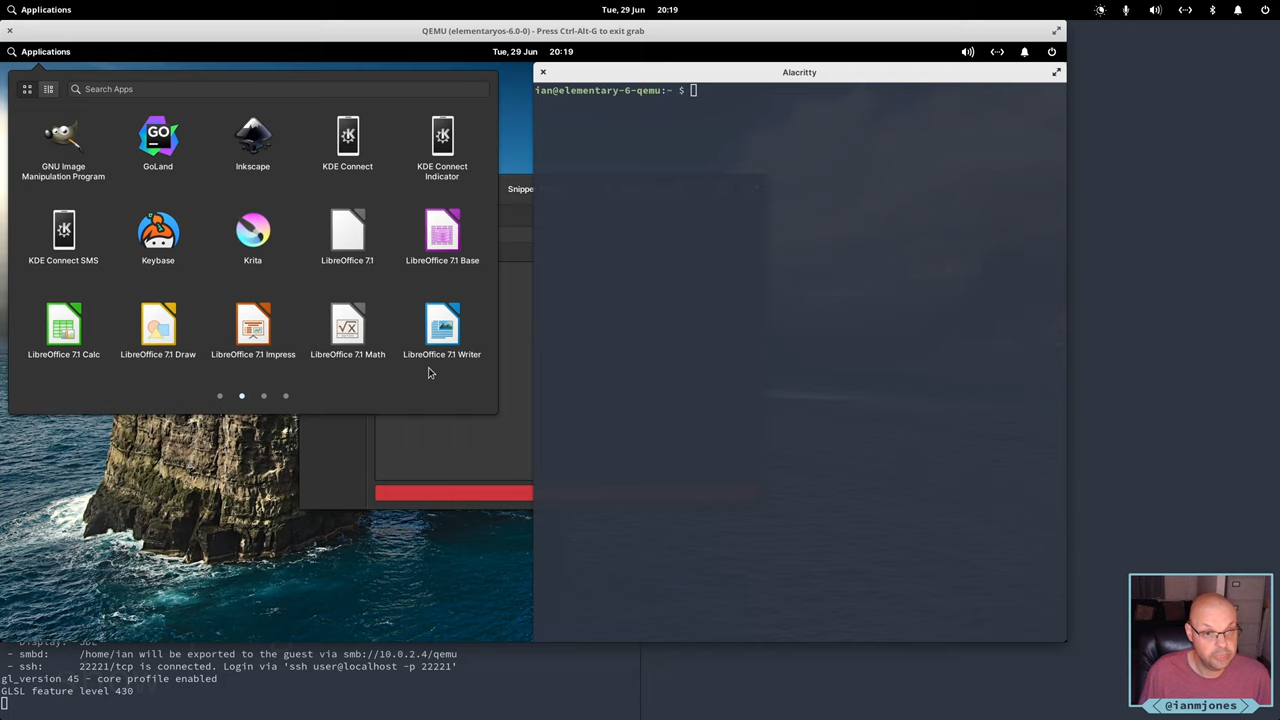 Applications
Tue, 29 Jun 20:19
QEMU (elementaryos-6.0-0) - Press Ctrl-Alt-G to exit grab
Applications
Tue, 29 Jun 20:19
Alacritty
Search Apps
ian@elementary-6-qemu:~ $
GO
GNU Image
Manipulation Program
GoLand
Inkscape
KDE Connect
KDE Connect
Indicator
Snippe
KDE Connect SMS
Keybase
Krita
LibreOffice 7.1
LibreOffice 7.1 Base
LibreOffice 7.1 Calc
LibreOffice 7.1 Draw
LibreOffice 7.1 Impress
LibreOffice 7.1 Math
LibreOffice 7.1 Writer
- smbd: /home/ian will be exported to the guest via smb://10.0.2.4/qemu
- ssh: 22221/tcp is connected. Login via 'ssh user@localhost -p 22221'
gl_version 45 - core profile enabled
GLSL feature level 430
@ianmjones